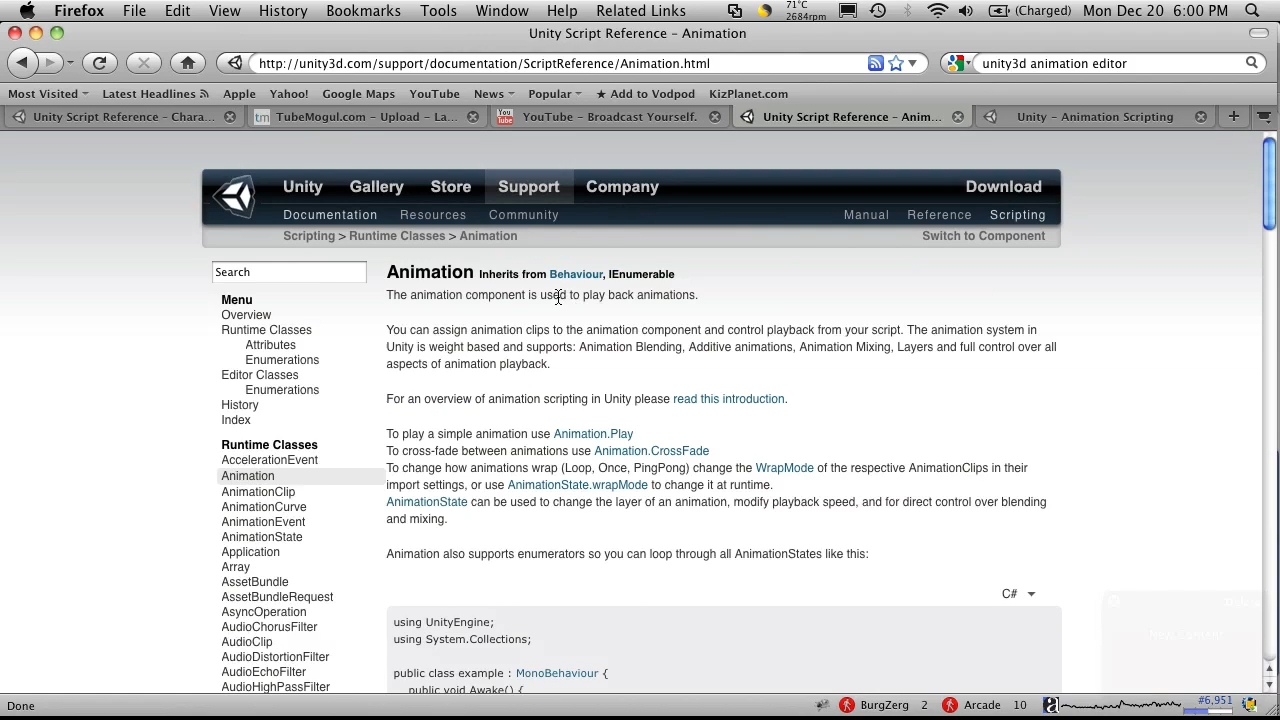 Firefox File Edit View History Bookmarks Tools Window Help Related Links 71°C 2684rpm (Charged) Mon Dec 20 6:00 PM
Unity Script Reference – Animation
http://unity3d.com/support/documentation/ScriptReference/Animation.html unity3d animation editor
Most Visited Latest Headlines Apple Yahoo! Google Maps YouTube News Popular ★ Add to Vodpod KizPlanet.com
Unity Script Reference – Chara... TubeMogul.com – Upload – La... YouTube – Broadcast Yourself. Unity Script Reference – Anim... Unity – Animation Scripting
Unity Gallery Store Support Company Download
Documentation Resources Community Manual Reference Scripting
Scripting > Runtime Classes > Animation Switch to Component
Search
Animation Inherits from Behaviour, IEnumerable
The animation component is used to play back animations.
Menu
Overview
Runtime Classes
Attributes
Enumerations
Editor Classes
Enumerations
History
Index
You can assign animation clips to the animation component and control playback from your script. The animation system in
Unity is weight based and supports: Animation Blending, Additive animations, Animation Mixing, Layers and full control over all
aspects of animation playback.
For an overview of animation scripting in Unity please read this introduction.
To play a simple animation use Animation.Play
To cross-fade between animations use Animation.CrossFade
To change how animations wrap (Loop, Once, PingPong) change the WrapMode of the respective AnimationClips in their
import settings, or use AnimationState.wrapMode to change it at runtime.
AnimationState can be used to change the layer of an animation, modify playback speed, and for direct control over blending
and mixing.
Animation also supports enumerators so you can loop through all AnimationStates like this:
C#
using UnityEngine;
using System.Collections;
public class example : MonoBehaviour {
public void Awake() {
Runtime Classes
AccelerationEvent
Animation
AnimationClip
AnimationCurve
AnimationEvent
AnimationState
Application
Array
AssetBundle
AssetBundleRequest
AsyncOperation
AudioChorusFilter
AudioClip
AudioDistortionFilter
AudioEchoFilter
AudioHighPassFilter
Done BurgZerg 2 Arcade 10 #6,951